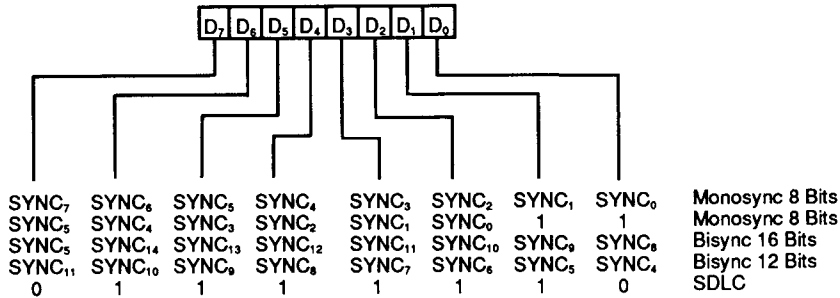 D₇ D₆ D₅ D₄ D₃ D₂ D₁ D₀
SYNC₇ SYNC₆ SYNC₅ SYNC₄ SYNC₃ SYNC₂ SYNC₁ SYNC₀ Monosync 8 Bits
SYNC₅ SYNC₄ SYNC₃ SYNC₂ SYNC₁ SYNC₀ 1 1 Monosync 8 Bits
SYNC₅ SYNC₁₄ SYNC₁₃ SYNC₁₂ SYNC₁₁ SYNC₁₀ SYNC₉ SYNC₈ Bisync 16 Bits
SYNC₁₁ SYNC₁₀ SYNC₉ SYNC₈ SYNC₇ SYNC₆ SYNC₅ SYNC₄ Bisync 12 Bits
0 1 1 1 1 1 1 0 SDLC